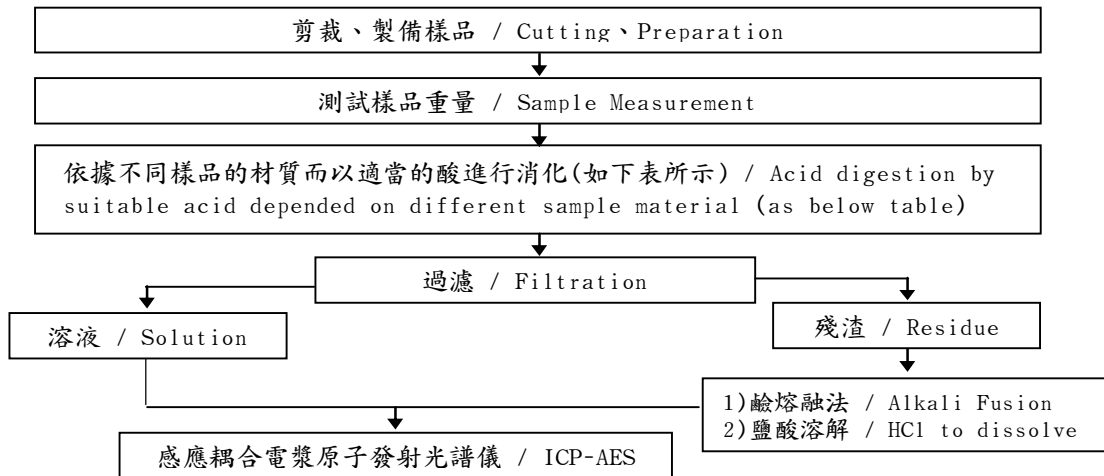 剪裁、製備樣品 / Cutting、Preparation
測試樣品重量 / Sample Measurement
依據不同樣品的材質而以適當的酸進行消化(如下表所示) / Acid digestion by
suitable acid depended on different sample material (as below table)
過濾 / Filtration
溶液 / Solution
殘渣 / Residue
1)鹼熔融法 / Alkali Fusion
2)鹽酸溶解 / HCl to dissolve
感應耦合電漿原子發射光譜儀 / ICP-AES